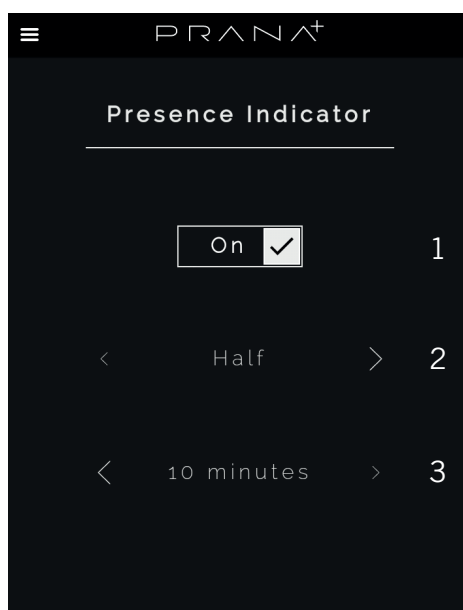 PRANA+
Presence Indicator
On 1
< Half > 2
< 10 minutes > 3